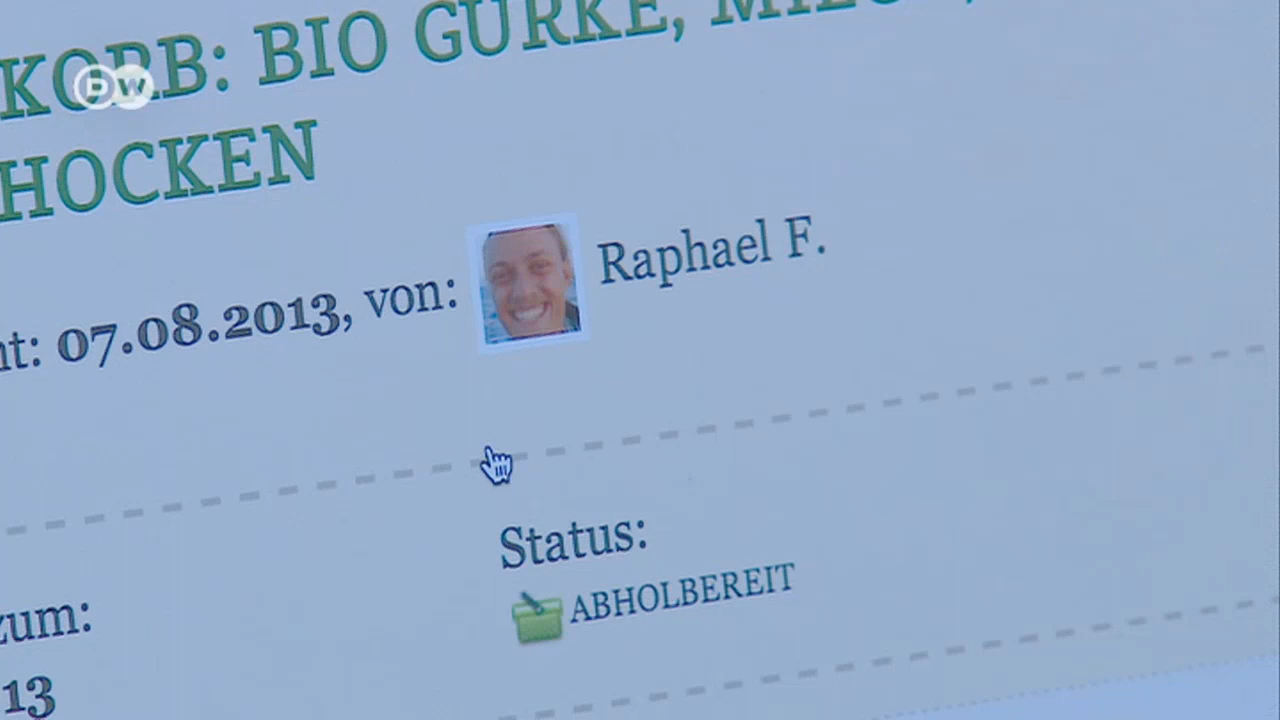 KORB: BIO GURKE,
HOCKEN
nt: 07.08.2013, von: Raphael F.
Status:
zum:
ABHOLBEREIT
13
DW